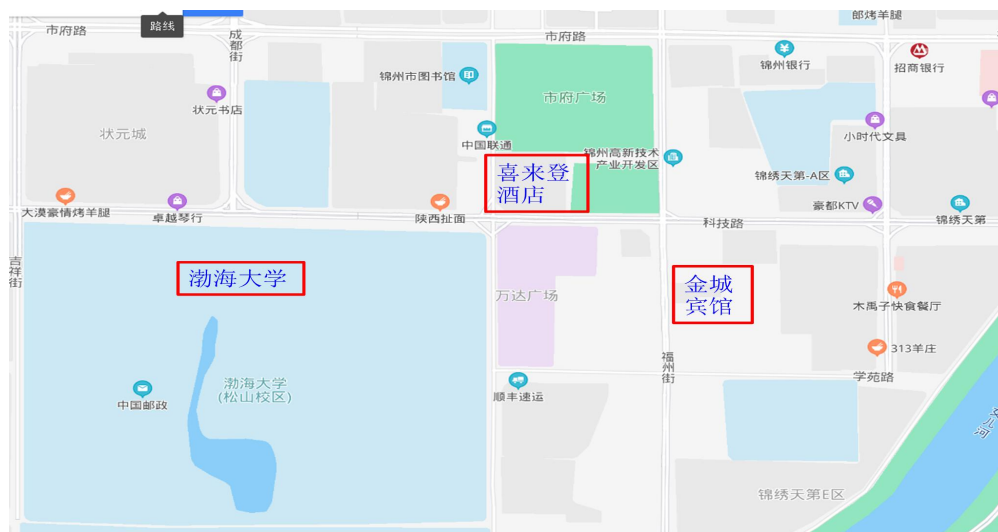 路线
市府路
成都街
市府路
郎烤羊腿
锦州市图书馆
锦州银行
招商银行
状元书店
市府广场
状元城
中国联通
小时代文具
锦州高新技术
产业开发区
喜来登
酒店
锦绣天第-A区
大漠豪情烤羊腿
卓越琴行
陕西扯面
豪都KTV
锦绣天第
科技路
吉祥街
渤海大学
金城
宾馆
万达广场
木禹子快食餐厅
313羊庄
福州街
学苑路
渤海大学
(松山校区)
中国邮政
顺丰速运
女儿河
锦绣天第E区